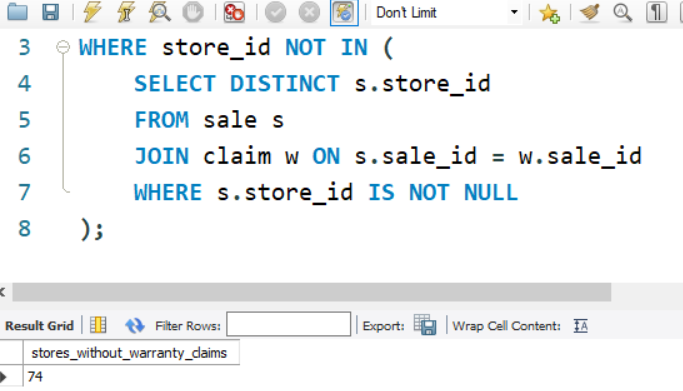 Don't Limit
3 WHERE store_id NOT IN (
4 SELECT DISTINCT s.store_id
5 FROM sale s
6 JOIN claim w ON s.sale_id = w.sale_id
7 WHERE s.store_id IS NOT NULL
8 );
Result Grid Filter Rows: Export: Wrap Cell Content: IA
stores_without_warranty_claims
74